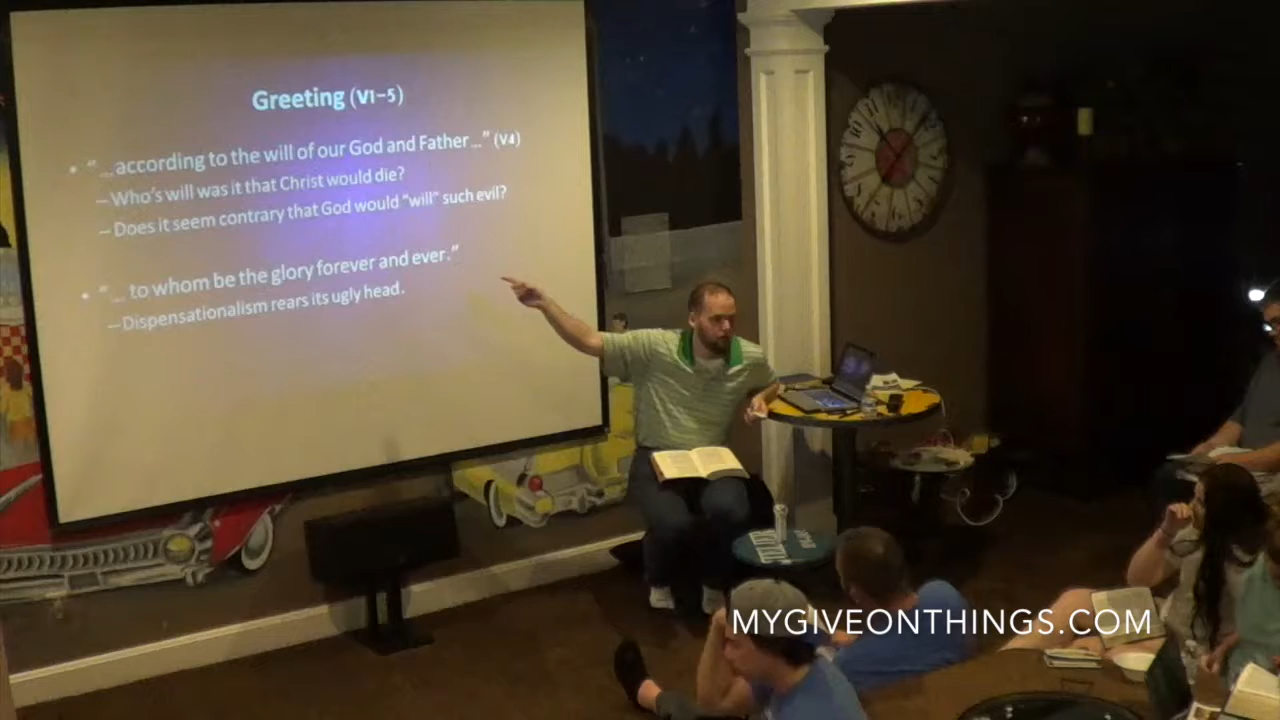 Greeting (V1–5)
• “…according to the will of our God and Father…” (V4)
– Who’s will was it that Christ would die?
– Does it seem contrary that God would “will” such evil?
• “… to whom be the glory forever and ever.”
– Dispensationalism rears its ugly head.
MYGIVEONTHINGS.COM